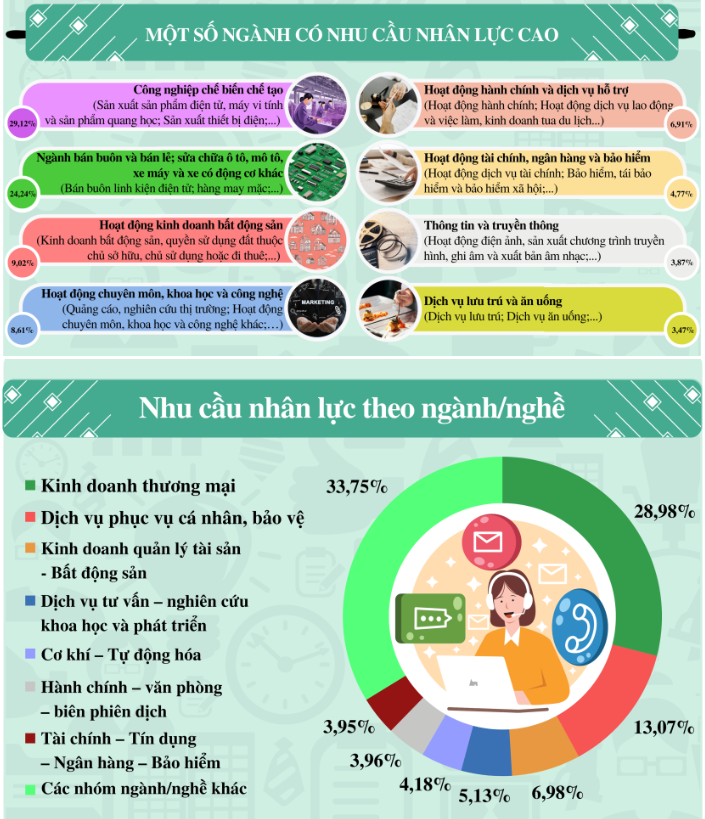 MỘT SỐ NGÀNH CÓ NHU CẦU NHÂN LỰC CAO
Công nghiệp chế biến chế tạo
(Sản xuất sản phẩm điện tử, máy vi tính
và sản phẩm quang học; Sản xuất thiết bị điện;...)
29,12%
Ngành bán buôn và bán lẻ; sửa chữa ô tô, mô tô,
xe máy và xe có động cơ khác
(Bán buôn linh kiện điện tử; hàng may mặc;...)
24,24%
Hoạt động kinh doanh bất động sản
(Kinh doanh bất động sản, quyền sử dụng đất thuộc
chủ sở hữu, chủ sử dụng hoặc đi thuê;...)
9,02%
Hoạt động chuyên môn, khoa học và công nghệ
(Quảng cáo, nghiên cứu thị trường; Hoạt động
chuyên môn, khoa học và công nghệ khác;...)
8,61%
MARKETING
Hoạt động hành chính và dịch vụ hỗ trợ
(Hoạt động hành chính; Hoạt động dịch vụ lao động
và việc làm, kinh doanh tua du lịch...)
6,91%
Hoạt động tài chính, ngân hàng và bảo hiểm
(Hoạt động dịch vụ tài chính; Bảo hiểm, tái bảo
hiểm và bảo hiểm xã hội;...)
4,77%
Thông tin và truyền thông
(Hoạt động điện ảnh, sản xuất chương trình truyền
hình, ghi âm và xuất bản âm nhạc;...)
3,87%
Dịch vụ lưu trú và ăn uống
(Dịch vụ lưu trú; Dịch vụ ăn uống;...)
3,47%
Nhu cầu nhân lực theo ngành/nghề
Kinh doanh thương mại
Dịch vụ phục vụ cá nhân, bảo vệ
Kinh doanh quản lý tài sản
- Bất động sản
Dịch vụ tư vấn – nghiên cứu
khoa học và phát triển
Cơ khí – Tự động hóa
Hành chính – văn phòng
– biên phiên dịch
Tài chính – Tín dụng
– Ngân hàng – Bảo hiểm
Các nhóm ngành/nghề khác
33,75%
28,98%
13,07%
6,98%
5,13%
4,18%
3,96%
3,95%